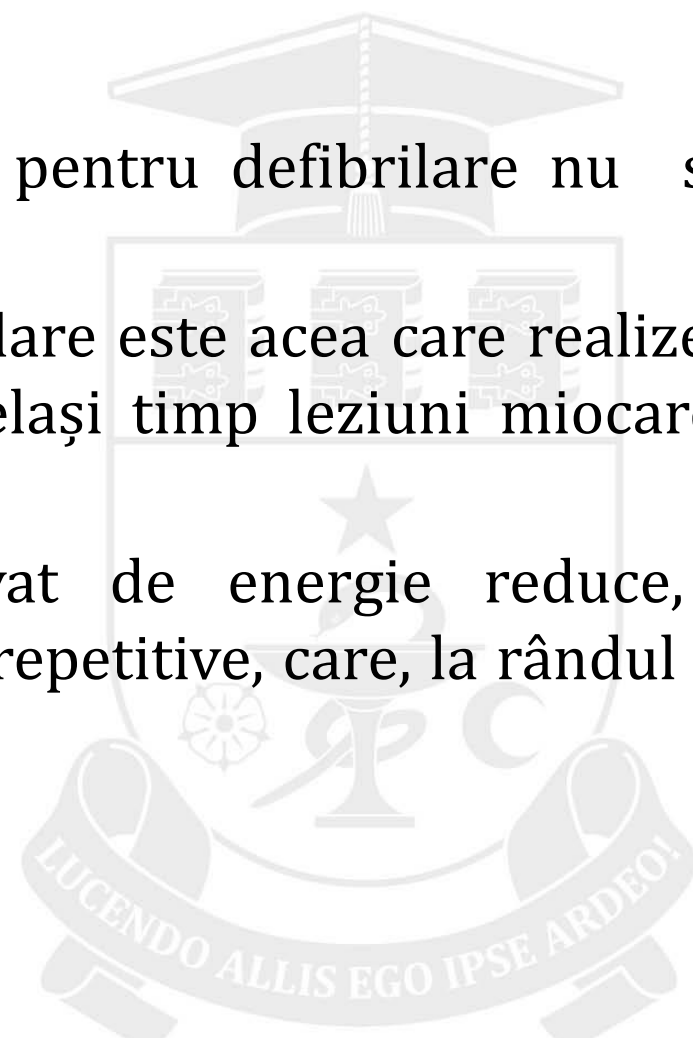 pentru defibrilare nu s
lare este acea care realize
elași timp leziuni miocar
vat de energie reduce,
repetitive, care, la rândul
LUCENDO ALLIS EGO IPSE ARDEO!